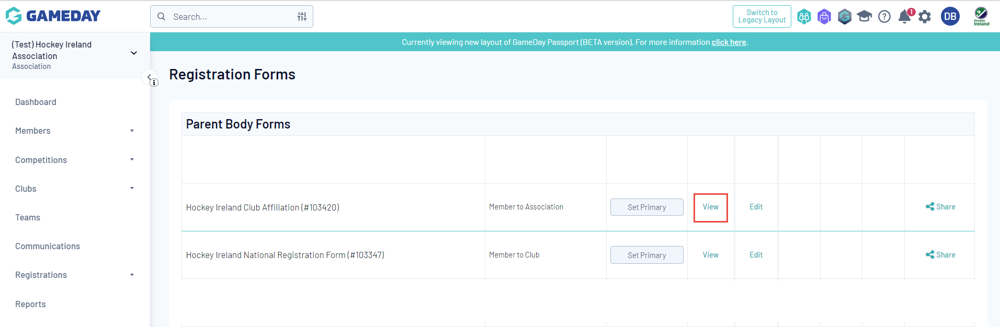 GAMEDAY
Search...
Switch to
Legacy Layout
1
DB
Hockey
Ireland
(Test) Hockey Ireland
Association
Association
Currently viewing new layout of GameDay Passport (BETA version). For more information click here.
Registration Forms
Dashboard
Members
Competitions
Clubs
Teams
Communications
Registrations
Reports
Parent Body Forms
Hockey Ireland Club Affiliation (#103420)
Member to Association
Set Primary
View
Edit
Share
Hockey Ireland National Registration Form (#103347)
Member to Club
Set Primary
View
Edit
Share